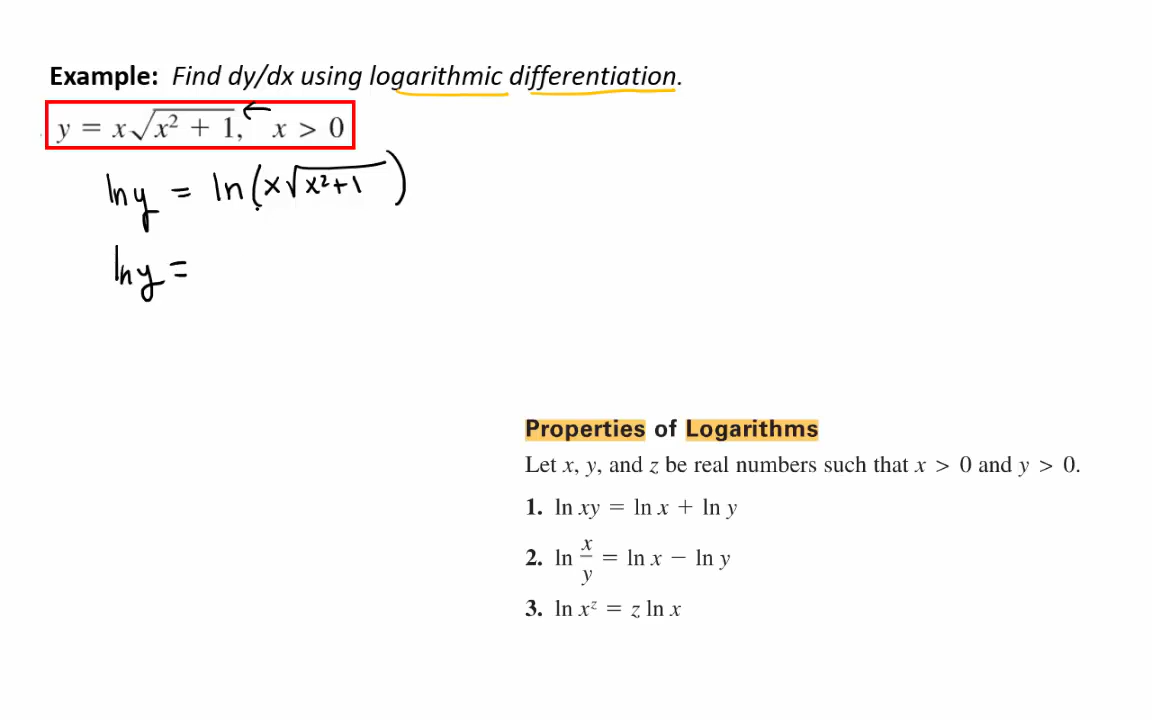 Example: Find dy/dx using logarithmic differentiation.
y = x√(x² + 1), x > 0
ln y = ln(x√(x²+1))
ln y =
Properties of Logarithms
Let x, y, and z be real numbers such that x > 0 and y > 0.
1. ln xy = ln x + ln y
2. ln x/y = ln x − ln y
3. ln xᶻ = z ln x